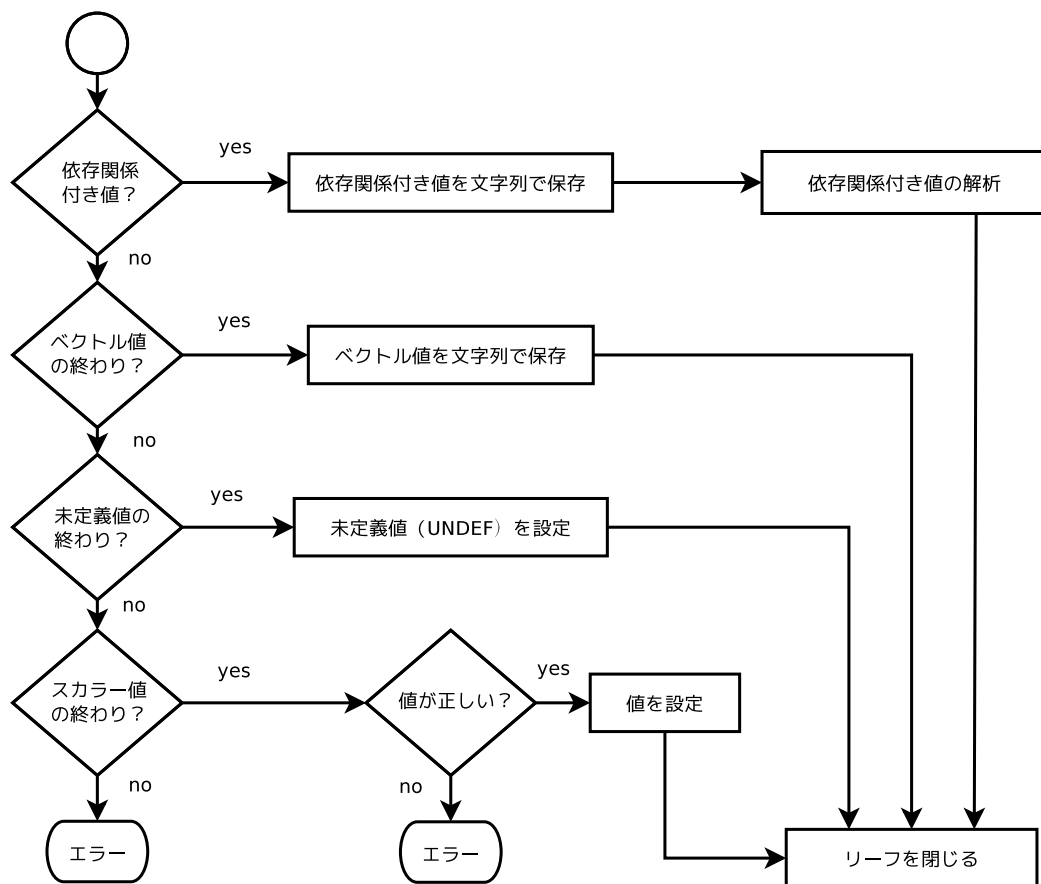 yes
依存関係
付き値？
依存関係付き値を文字列で保存
依存関係付き値の解析
no
yes
ベクトル値
の終わり？
ベクトル値を文字列で保存
no
yes
未定義値の
終わり？
未定義値（UNDEF）を設定
no
yes
スカラー値
の終わり？
値が正しい？
yes
値を設定
no
no
エラー
エラー
リーフを閉じる